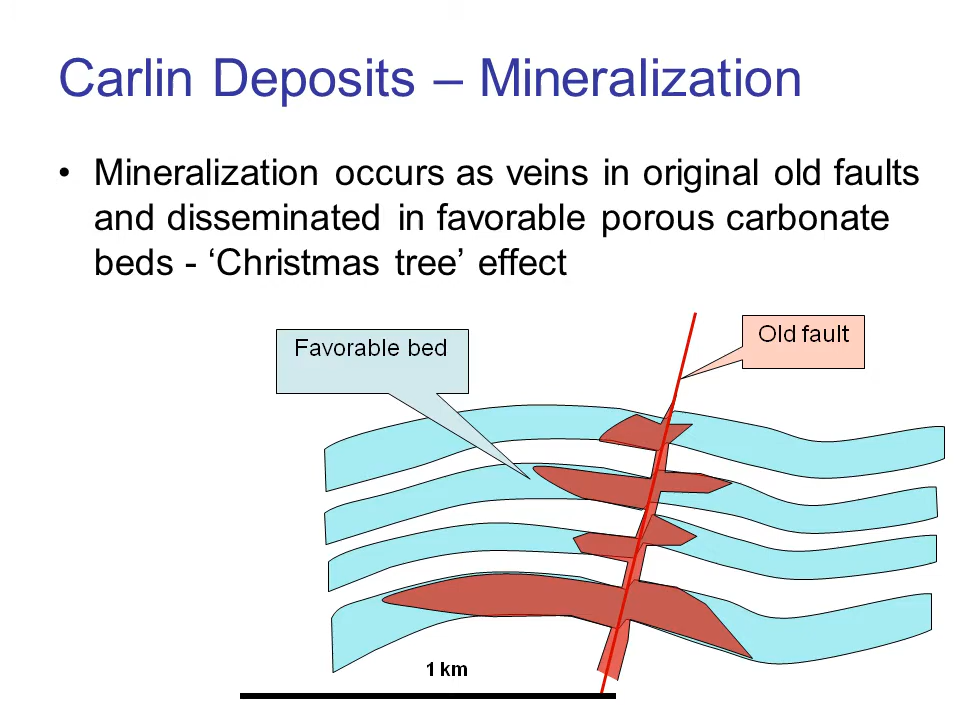 Carlin Deposits – Mineralization
• Mineralization occurs as veins in original old faults
and disseminated in favorable porous carbonate
beds - ‘Christmas tree’ effect
Old fault
Favorable bed
1 km